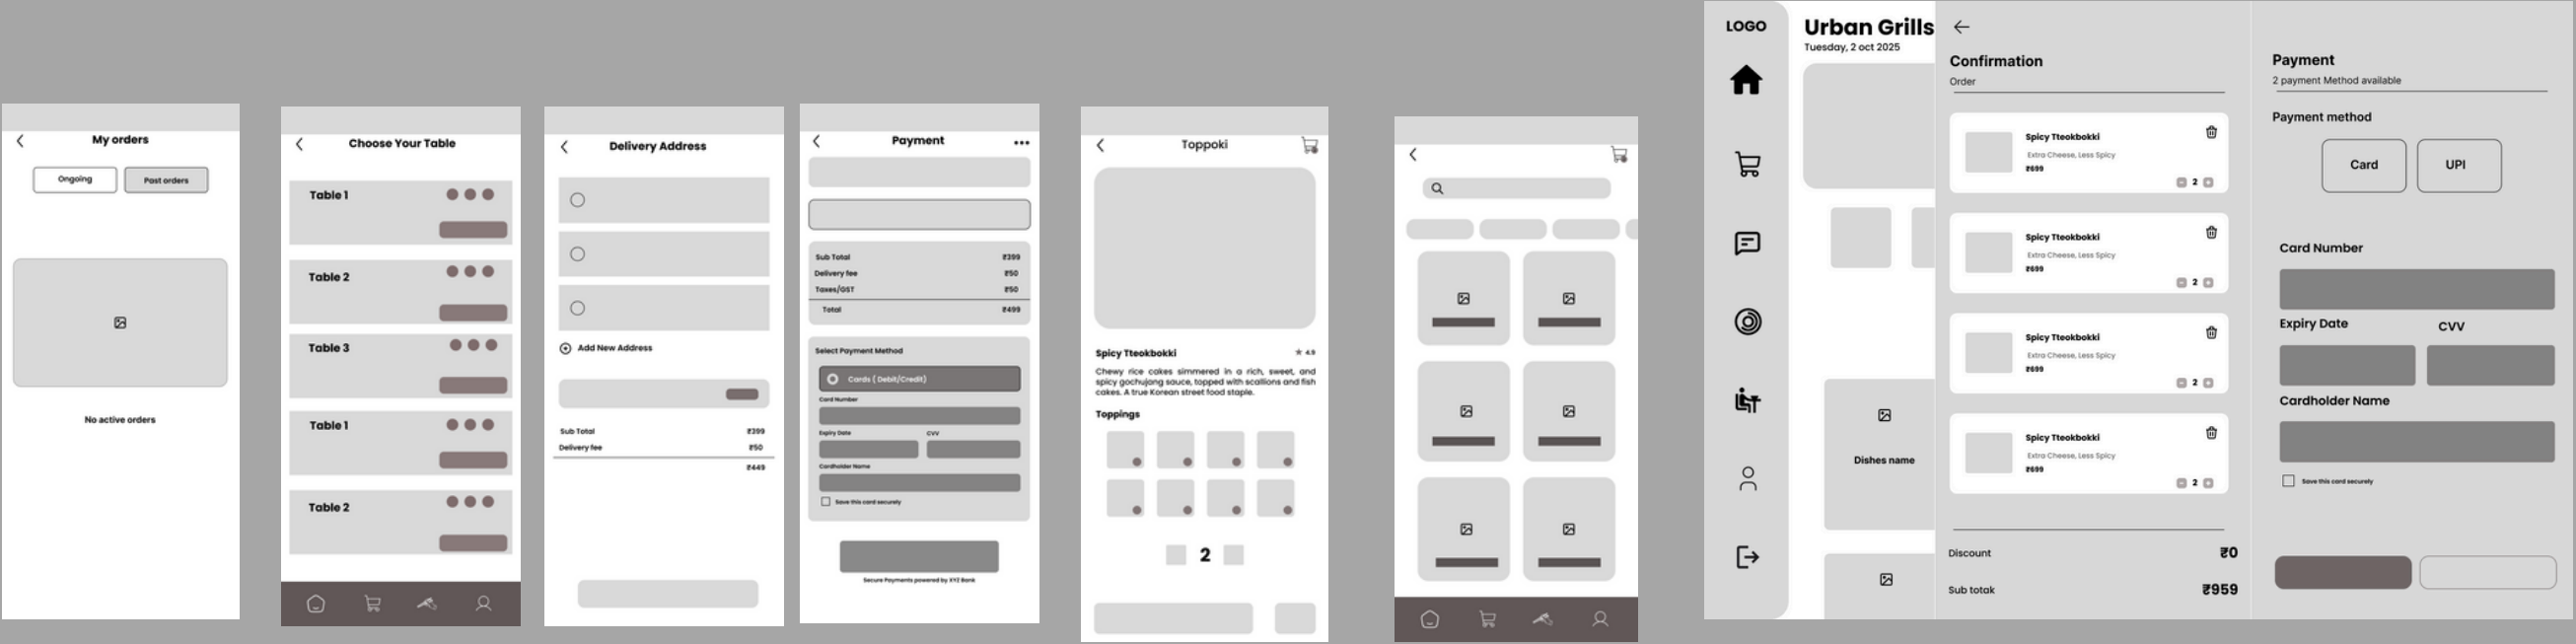 My orders
Ongoing
Past orders
No active orders
Choose Your Table
Table 1
Table 2
Table 3
Table 1
Table 2
Delivery Address
Add New Address
Sub Total ₹399
Delivery fee ₹50
₹449
Payment
Sub Total ₹399
Delivery fee ₹50
Taxes/GST ₹50
Total ₹499
Select Payment Method
Cards ( Debit/Credit)
Card Number
Expiry Date CVV
Cardholder Name
Save this card securely
Secure Payments powered by XYZ Bank
Toppoki
Spicy Tteokbokki 4.9
Chewy rice cakes simmered in a rich, sweet, and
spicy gochujang sauce, topped with scallions and fish
cakes. A true Korean street food staple.
Toppings
2
LOGO
Urban Grills
Tuesday, 2 oct 2025
Dishes name
Confirmation
Order
Spicy Tteokbokki
Extra Cheese, Less Spicy
₹699
2
Spicy Tteokbokki
Extra Cheese, Less Spicy
₹699
2
Spicy Tteokbokki
Extra Cheese, Less Spicy
₹699
2
Spicy Tteokbokki
Extra Cheese, Less Spicy
₹699
2
Discount ₹0
Sub totak ₹959
Payment
2 payment Method available
Payment method
Card UPI
Card Number
Expiry Date CVV
Cardholder Name
Save this card securely